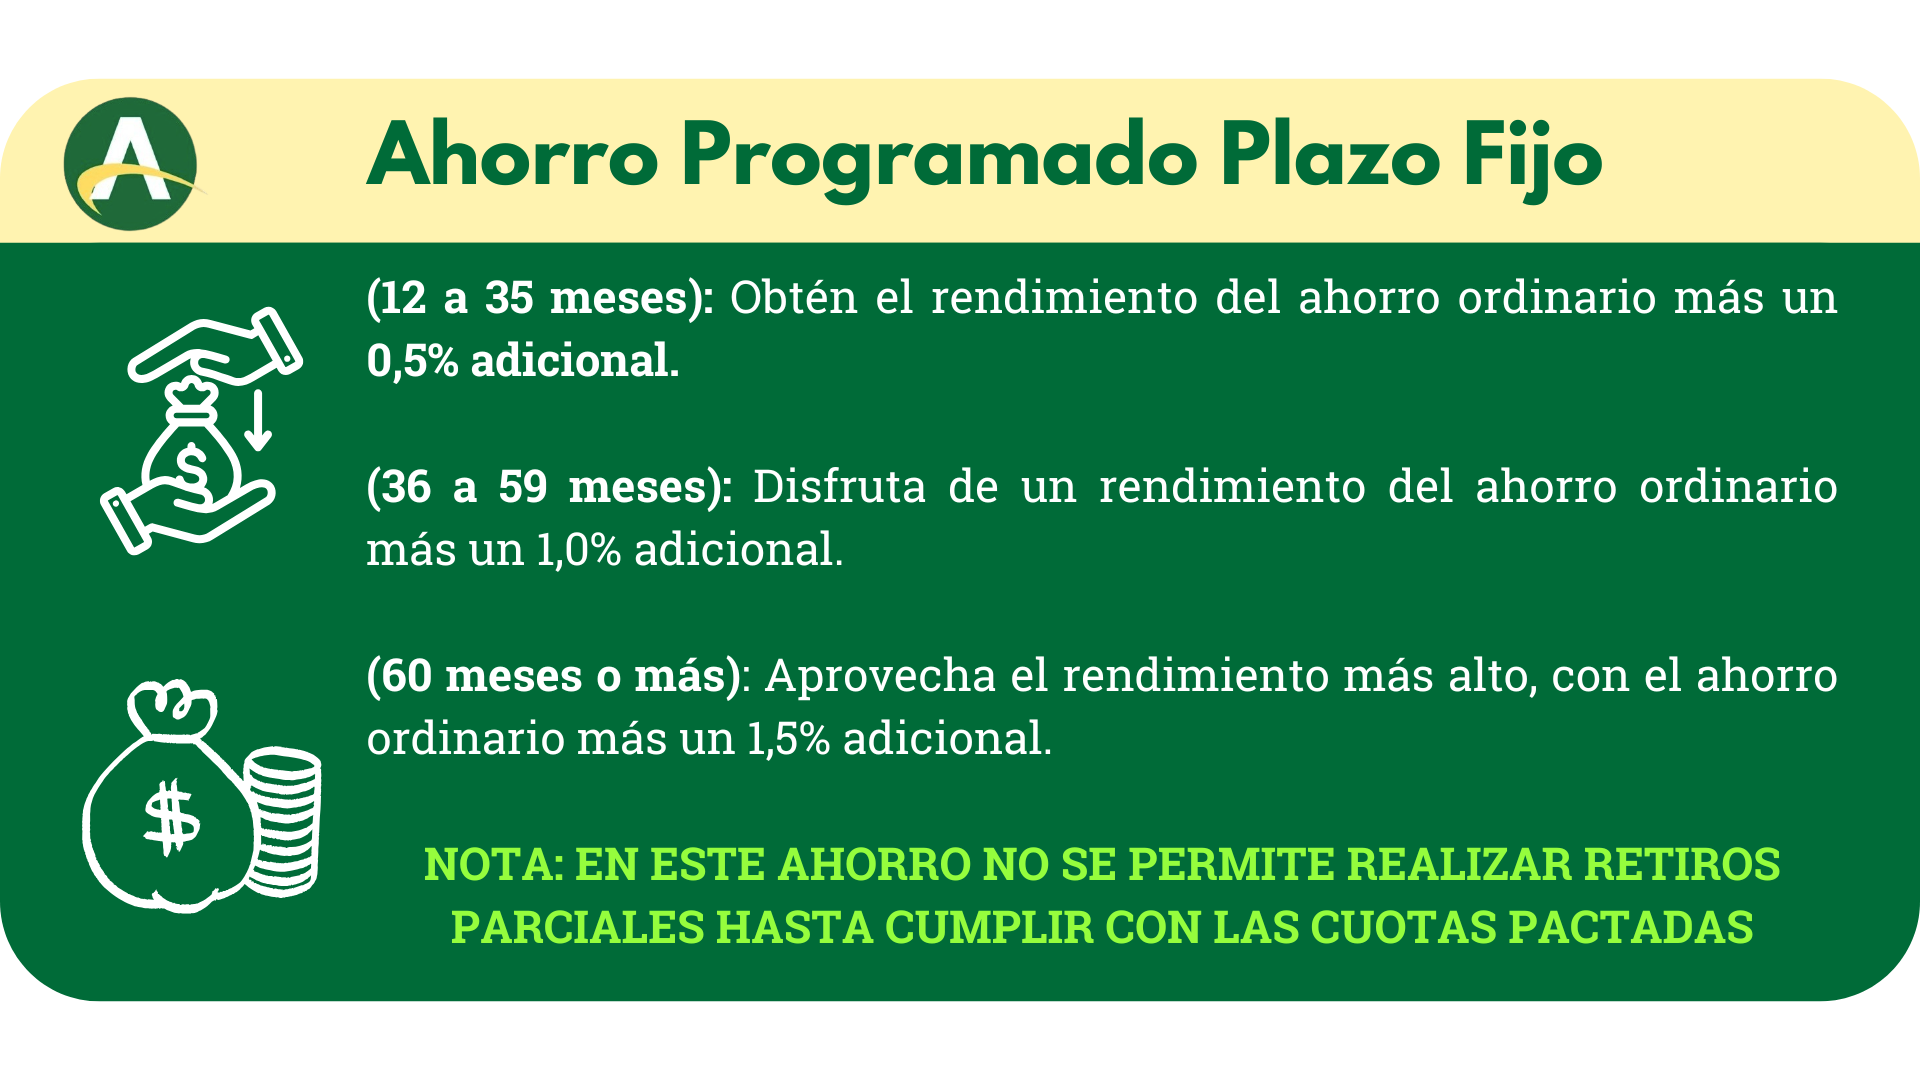 A
Ahorro Programado Plazo Fijo
(12 a 35 meses): Obtén el rendimiento del ahorro ordinario más un
0,5% adicional.
(36 a 59 meses): Disfruta de un rendimiento del ahorro ordinario
más un 1,0% adicional.
(60 meses o más): Aprovecha el rendimiento más alto, con el ahorro
ordinario más un 1,5% adicional.
NOTA: EN ESTE AHORRO NO SE PERMITE REALIZAR RETIROS
PARCIALES HASTA CUMPLIR CON LAS CUOTAS PACTADAS
$
$